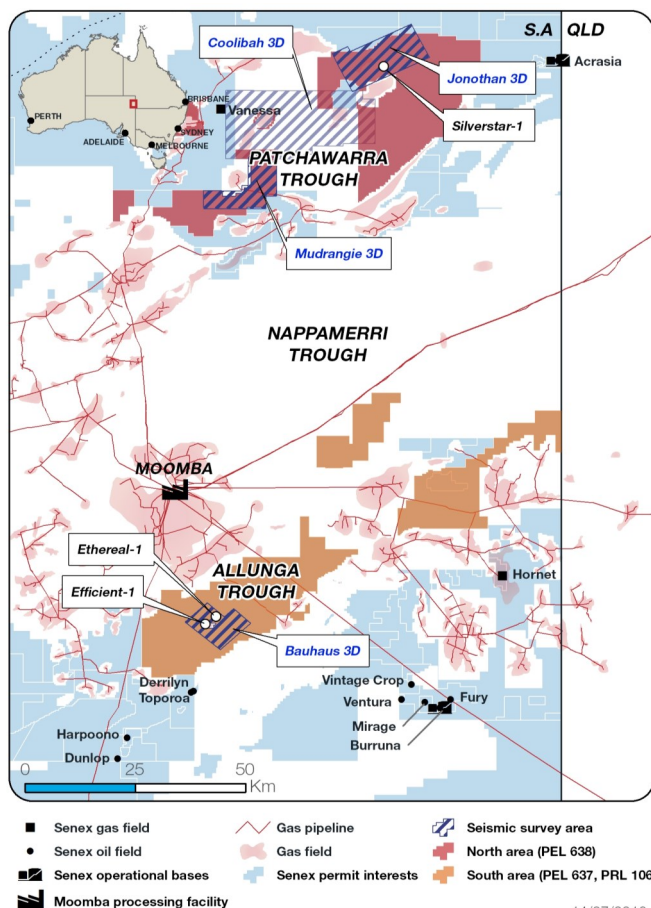 S.A QLD
Coolibah 3D
Acrasia
Jonothan 3D
BRISBANE
Vanessa
PERTH
Silverstar-1
SYDNEY
ADELAIDE
MELBOURNE
PATCHAWARRA
TROUGH
Mudrangie 3D
NAPPAMERRI
TROUGH
MOOMBA
Ethereal-1
ALLUNGA
TROUGH
Hornet
Efficient-1
Bauhaus 3D
Derrilyn
Toporoa
Vintage Crop
Ventura
Fury
Mirage
Burruna
Harpoono
Dunlop
0 25 50
Km
Senex gas field
Gas pipeline
Seismic survey area
Senex oil field
Gas field
North area (PEL 638)
Senex operational bases
Senex permit interests
South area (PEL 637, PRL 106
Moomba processing facility